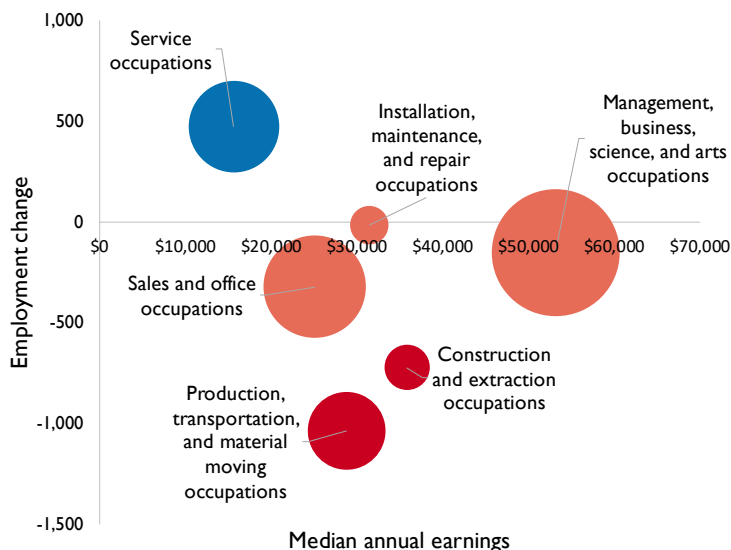 1,000
Service
occupations
Management,
business,
science, and arts
occupations
Installation,
maintenance,
and repair
occupations
500
0
$0 $10,000 $20,000 $30,000 $40,000 $50,000 $60,000 $70,000
Employment change
Sales and office
occupations
-500
Construction
and extraction
occupations
Production,
transportation,
and material
moving
occupations
-1,000
-1,500
Median annual earnings